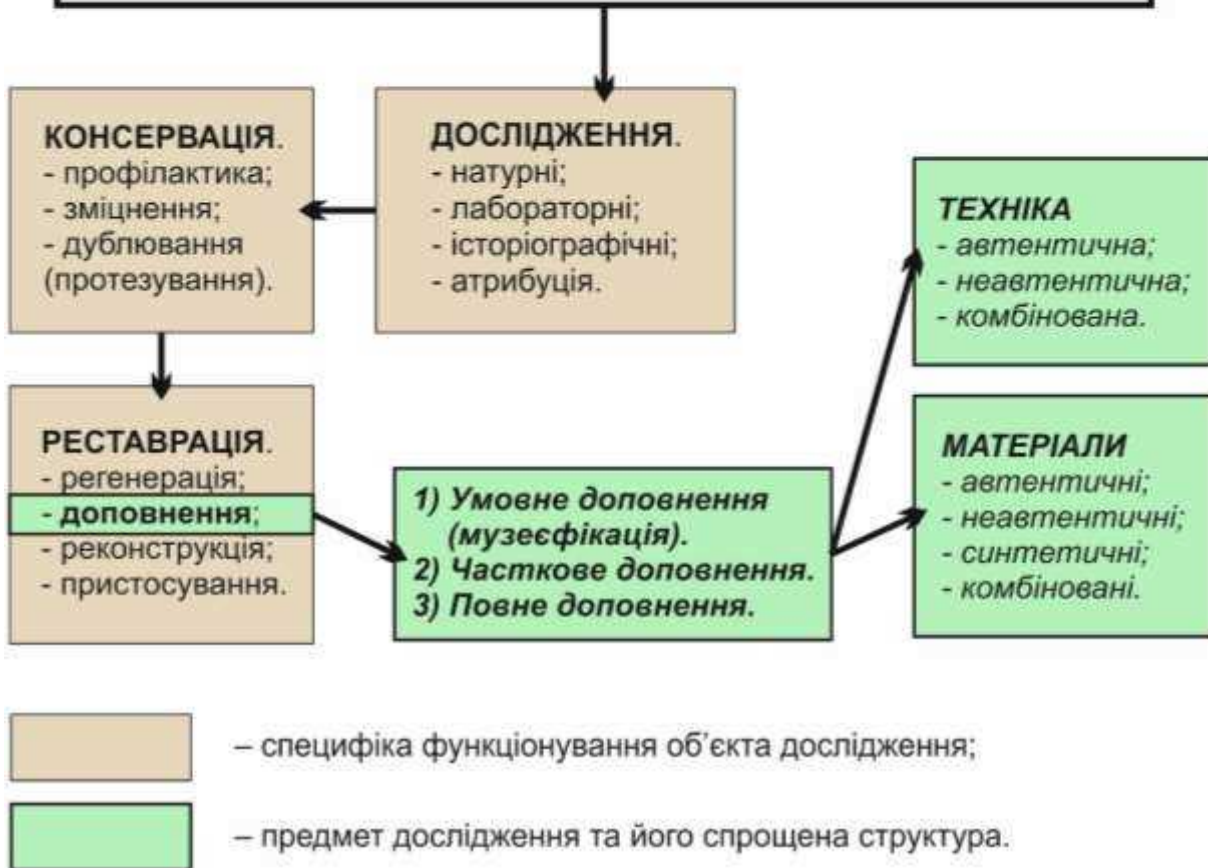 КОНСЕРВАЦІЯ.
- профілактика;
- зміцнення;
- дублювання
(протезування).
ДОСЛІДЖЕННЯ.
- натурні;
- лабораторні;
- історіографічні;
- атрибуція.
ТЕХНІКА
- автентична;
- неавтентична;
- комбінована.
РЕСТАВРАЦІЯ.
- регенерація;
- доповнення;
- реконструкція;
- пристосування.
1) Умовне доповнення
(музеєфікація).
2) Часткове доповнення.
3) Повне доповнення.
МАТЕРІАЛИ
- автентичні;
- неавтентичні;
- синтетичні;
- комбіновані.
– специфіка функціонування об’єкта дослідження;
– предмет дослідження та його спрощена структура.